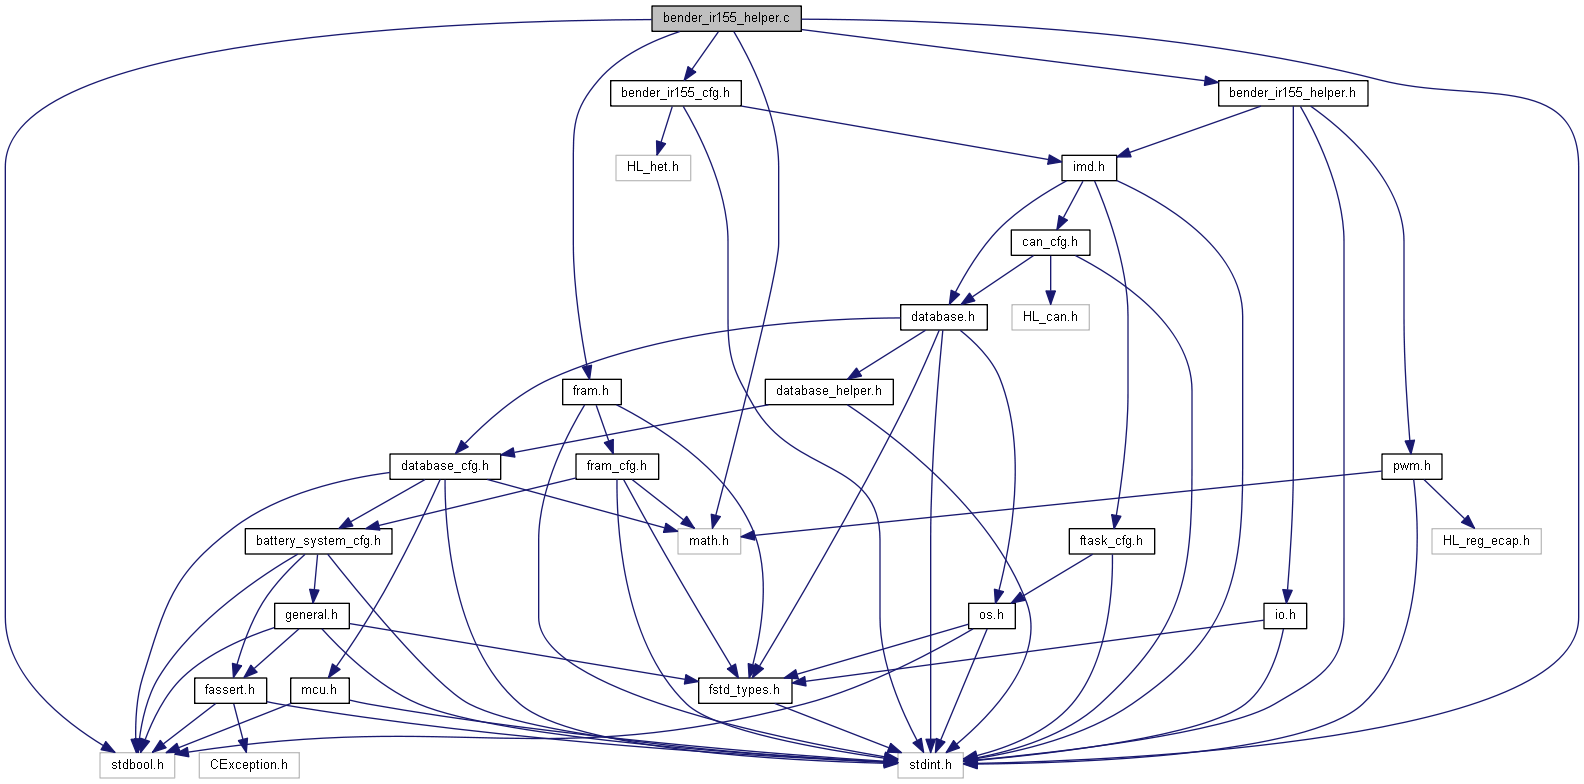 bender_ir155_helper.c
bender_ir155_cfg.h
bender_ir155_helper.h
HL_het.h
imd.h
can_cfg.h
database.h
HL_can.h
fram.h
database_helper.h
database_cfg.h
fram_cfg.h
pwm.h
battery_system_cfg.h
math.h
ftask_cfg.h
HL_reg_ecap.h
general.h
os.h
io.h
fassert.h
mcu.h
fstd_types.h
stdbool.h
CException.h
stdint.h